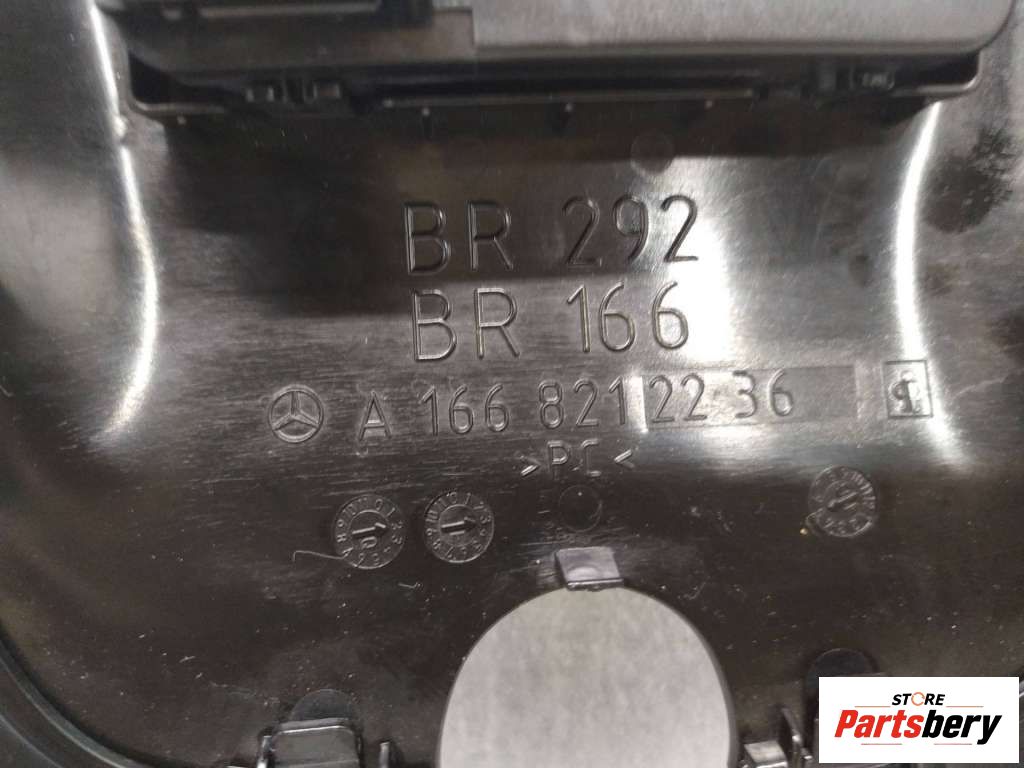 BR 292
BR 166
A 166 821 22 36
>PC<
STORE
Partsbery